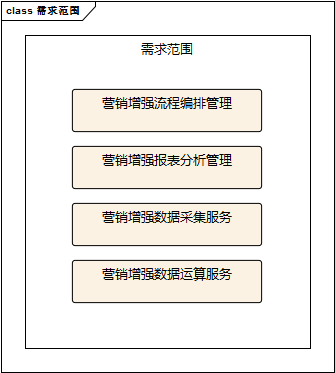 class 需求范围
需求范围
营销增强流程编排管理
营销增强报表分析管理
营销增强数据采集服务
营销增强数据运算服务